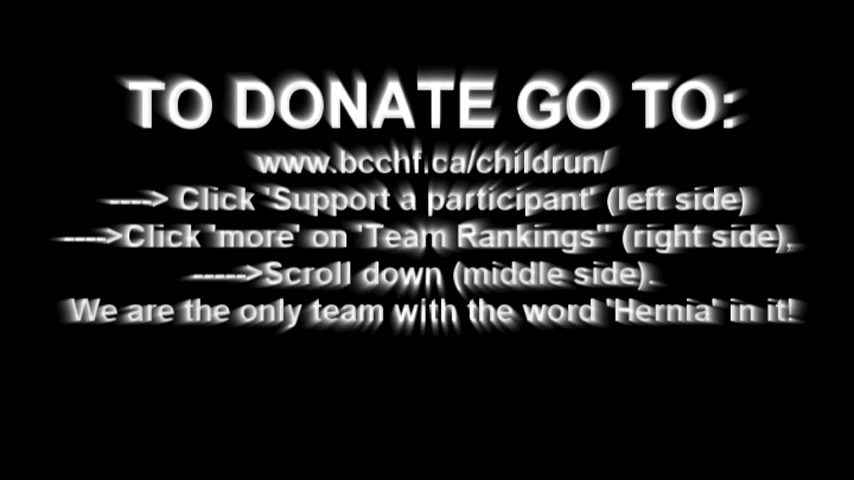 TO DONATE GO TO:
www.bcchf.ca/childrun/
----> Click 'Support a participant' (left side)
---->Click 'more' on 'Team Rankings" (right side),
----->Scroll down (middle side).
We are the only team with the word 'Hernia' in it!